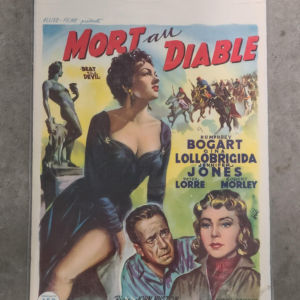 MORT au
DIABLE
BEAT
THE
DEVIL
HUMPHREY
BOGART
GINA
LOLLOBRIGIDA
JENNIFER
JONES
PETER ROBERT
LORRE MORLEY